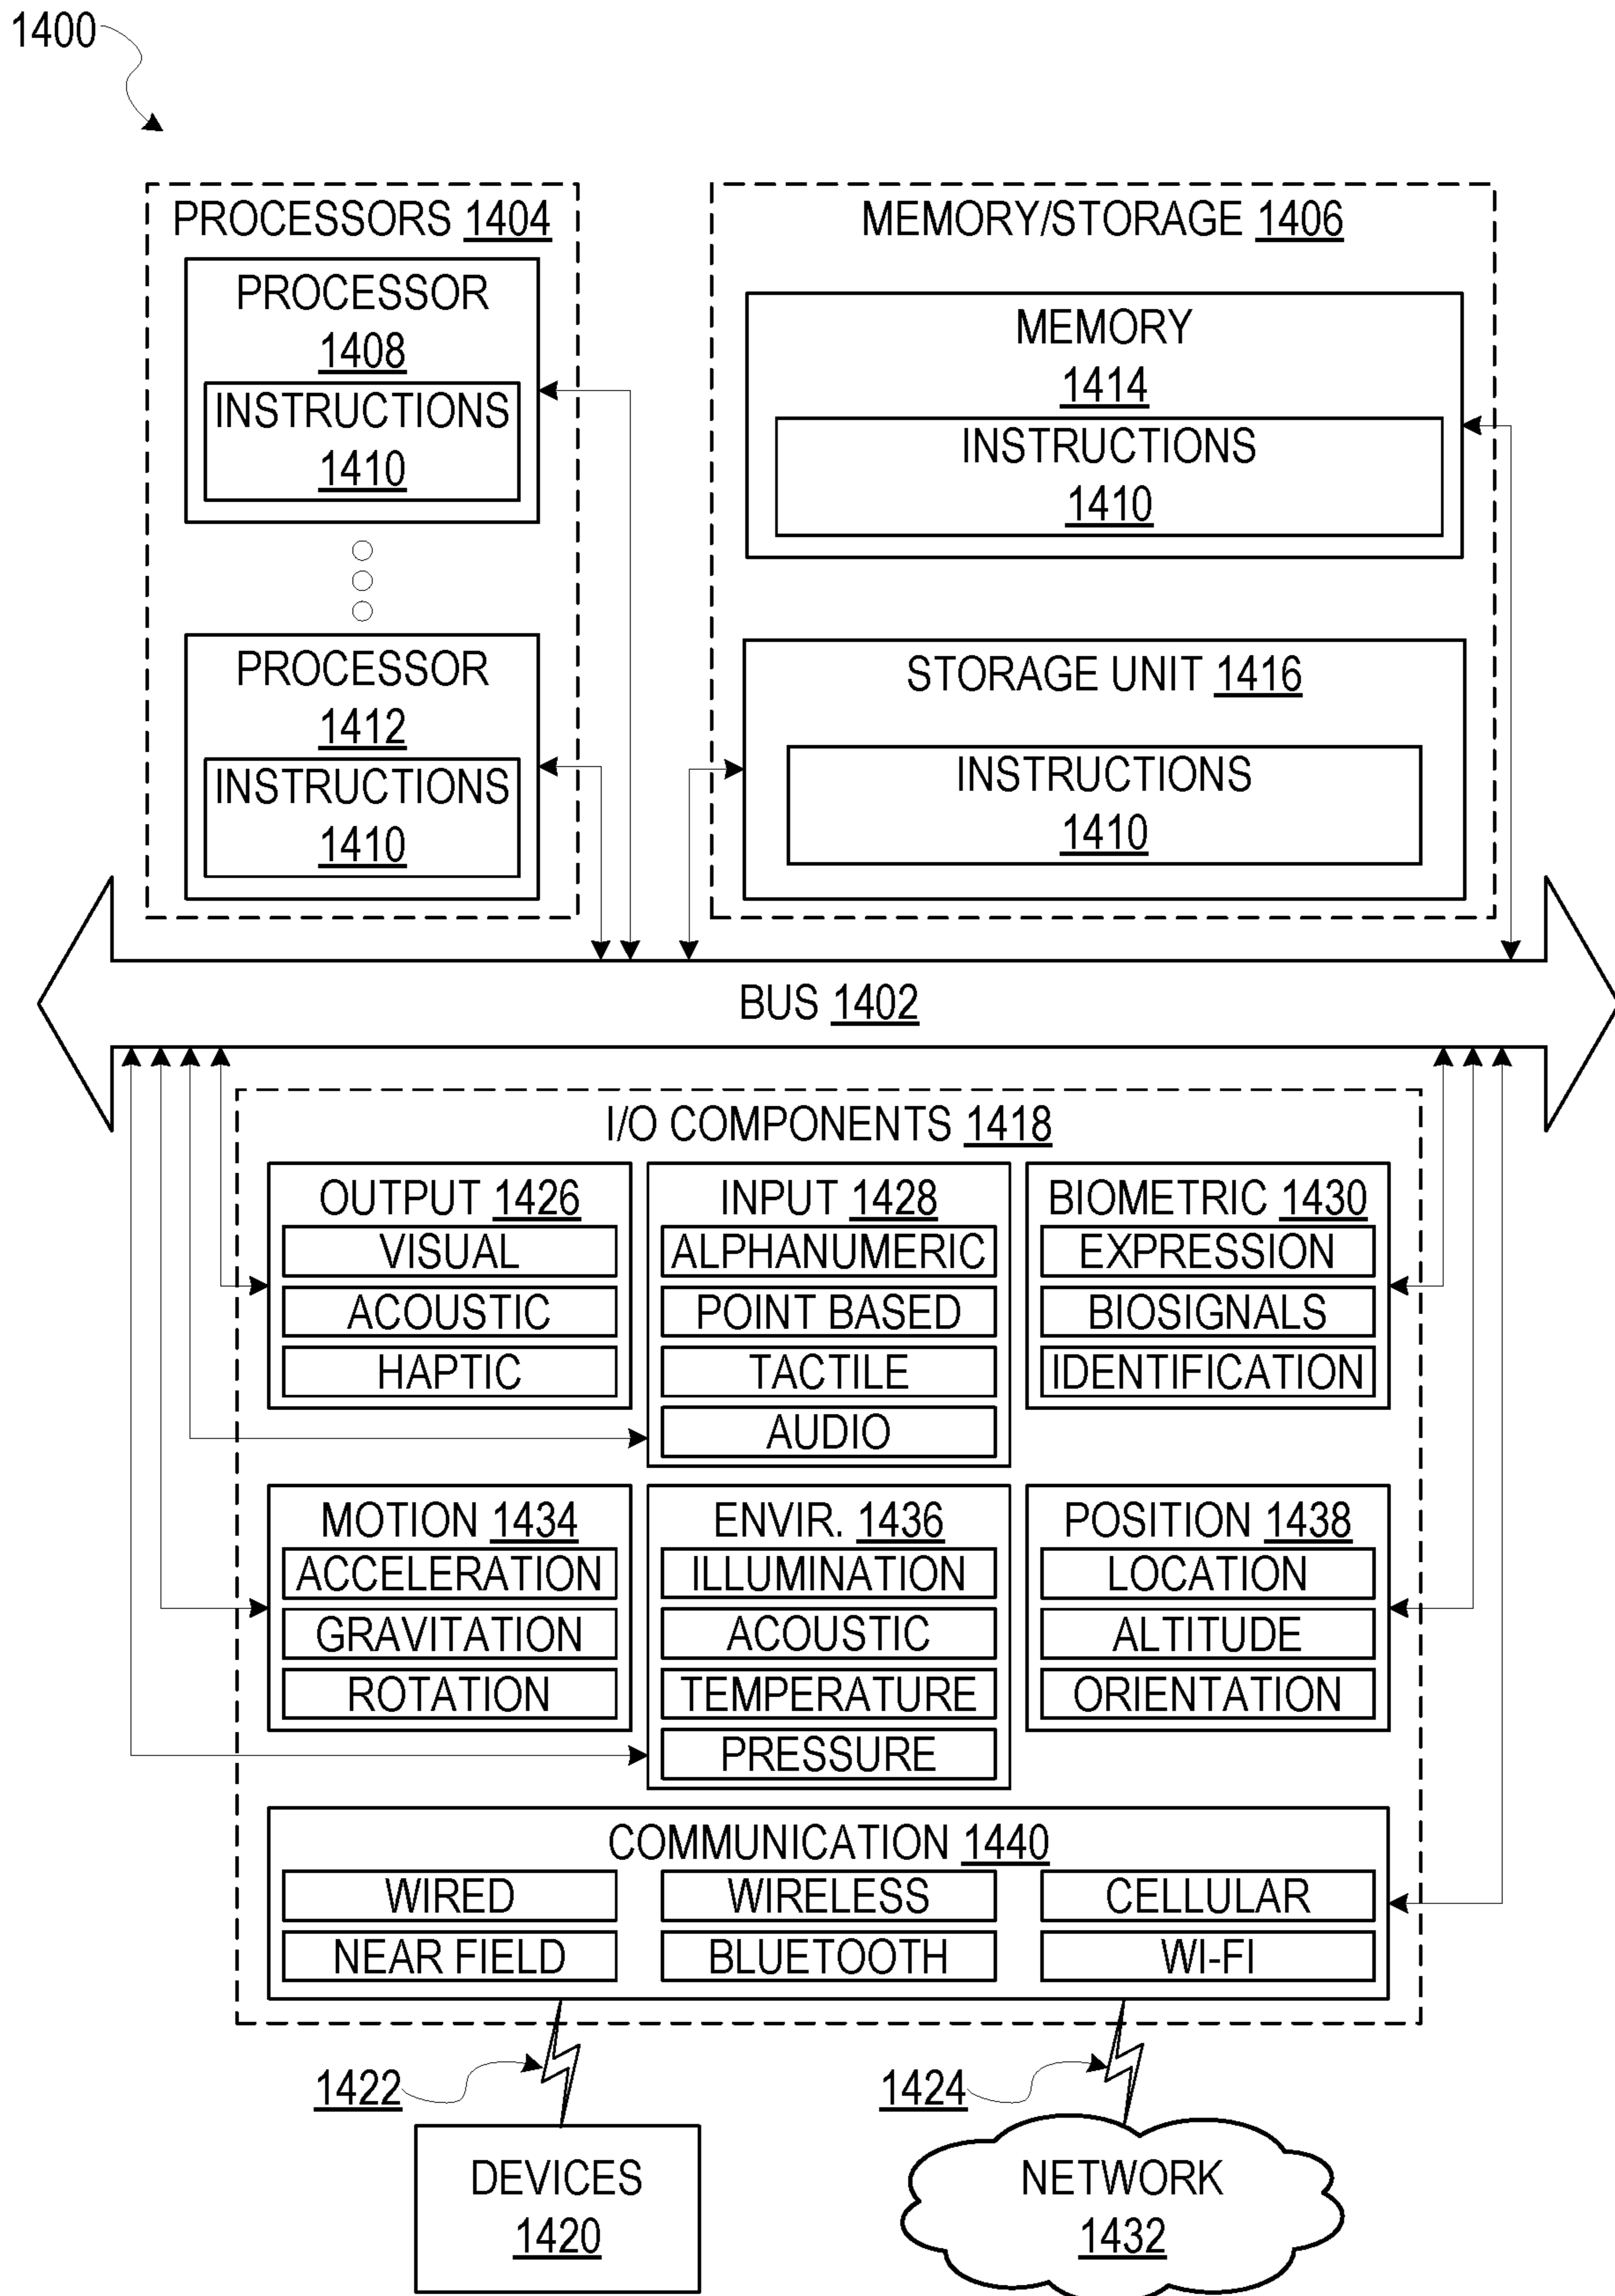 1400
PROCESSORS 1404
PROCESSOR
1408
INSTRUCTIONS
1410
PROCESSOR
1412
INSTRUCTIONS
1410
MEMORY/STORAGE 1406
MEMORY
1414
INSTRUCTIONS
1410
STORAGE UNIT 1416
INSTRUCTIONS
1410
BUS 1402
I/O COMPONENTS 1418
OUTPUT 1426
VISUAL
ACOUSTIC
HAPTIC
INPUT 1428
ALPHANUMERIC
POINT BASED
TACTILE
AUDIO
BIOMETRIC 1430
EXPRESSION
BIOSIGNALS
IDENTIFICATION
MOTION 1434
ACCELERATION
GRAVITATION
ROTATION
ENVIR. 1436
ILLUMINATION
ACOUSTIC
TEMPERATURE
PRESSURE
POSITION 1438
LOCATION
ALTITUDE
ORIENTATION
COMMUNICATION 1440
WIRED
WIRELESS
CELLULAR
NEAR FIELD
BLUETOOTH
WI-FI
1422
1424
DEVICES
1420
NETWORK
1432